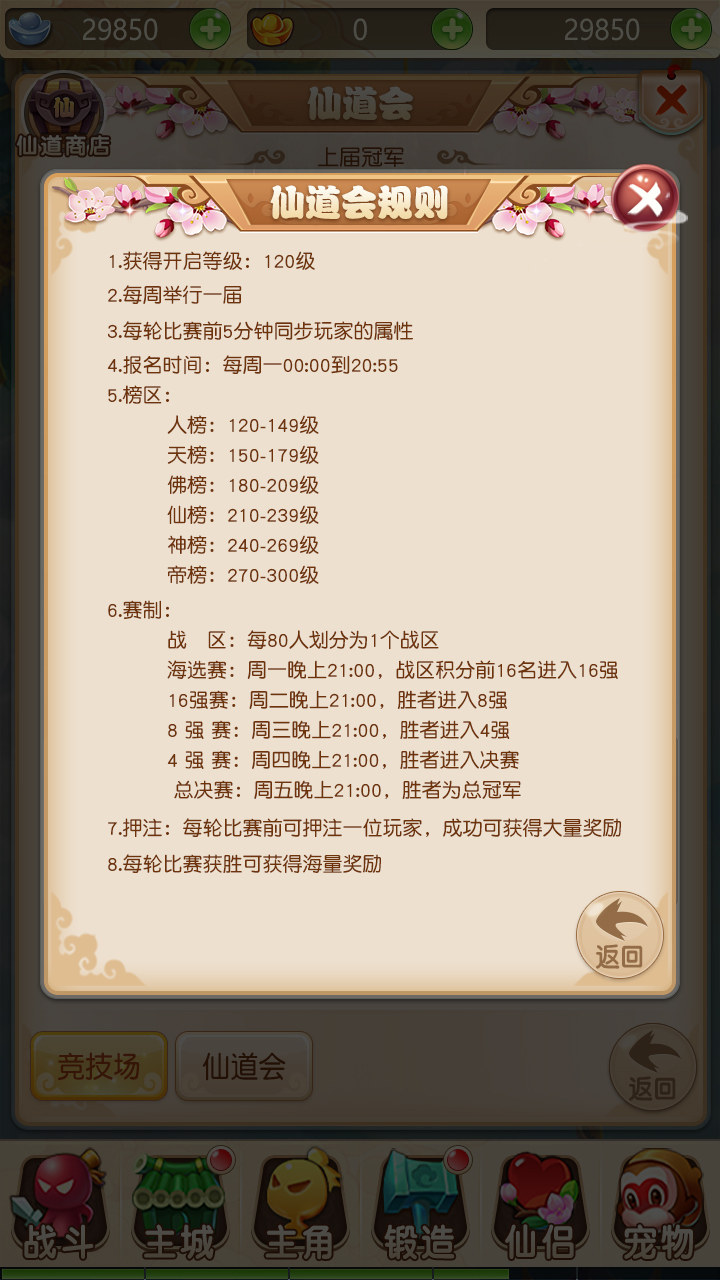 29850
0
29850
仙
仙道商店
仙道会
上届冠军
仙道会规则
1.获得开启等级：120级
2.每周举行一届
3.每轮比赛前5分钟同步玩家的属性
4.报名时间：每周一00:00到20:55
5.榜区：
人榜：120-149级
天榜：150-179级
佛榜：180-209级
仙榜：210-239级
神榜：240-269级
帝榜：270-300级
6.赛制：
战 区：每80人划分为1个战区
海选赛：周一晚上21:00，战区积分前16名进入16强
16强赛：周二晚上21:00，胜者进入8强
8 强 赛：周三晚上21:00，胜者进入4强
4 强 赛：周四晚上21:00，胜者进入决赛
总决赛：周五晚上21:00，胜者为总冠军
7.押注：每轮比赛前可押注一位玩家，成功可获得大量奖励
8.每轮比赛获胜可获得海量奖励
返回
竞技场
仙道会
返回
战斗
主城
主角
锻造
仙侣
宠物